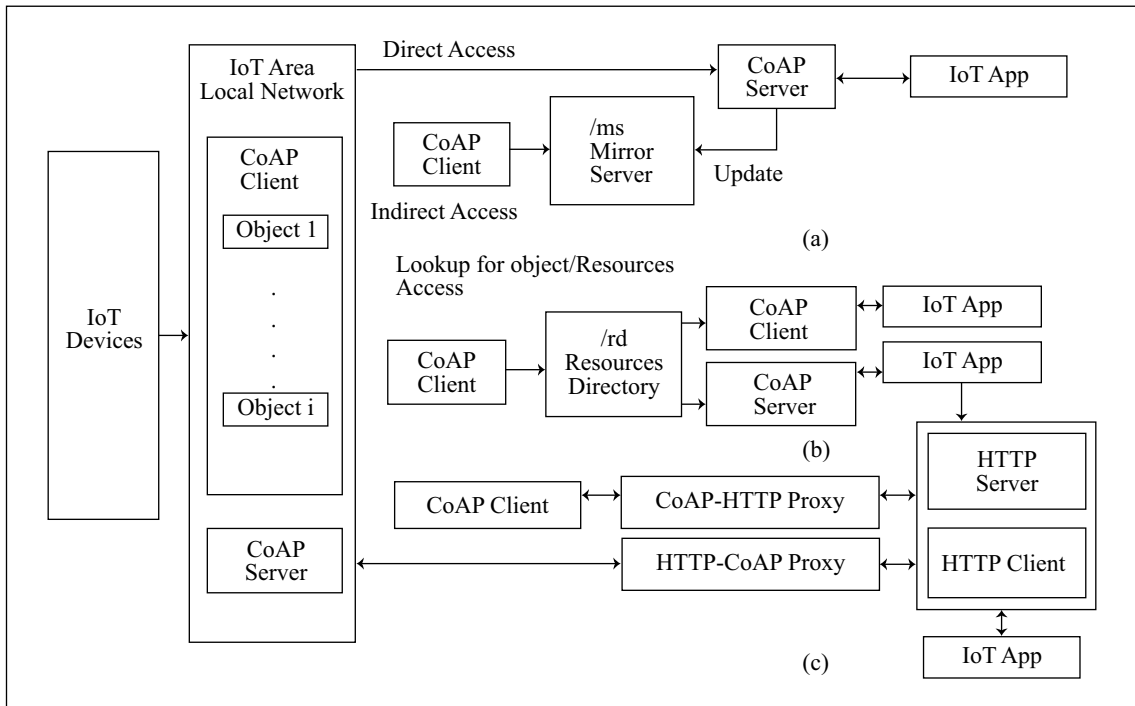 IoT
Devices
IoT Area
Local Network
CoAP
Client
Object 1
.
.
.
.
Object i
CoAP
Server
Direct Access
CoAP
Server
IoT App
CoAP
Client
/ms
Mirror
Server
Update
Indirect Access
(a)
Lookup for object/Resources
Access
CoAP
Client
/rd
Resources
Directory
CoAP
Client
IoT App
CoAP
Server
IoT App
(b)
CoAP Client
CoAP-HTTP Proxy
HTTP
Server
HTTP-CoAP Proxy
HTTP Client
IoT App
(c)